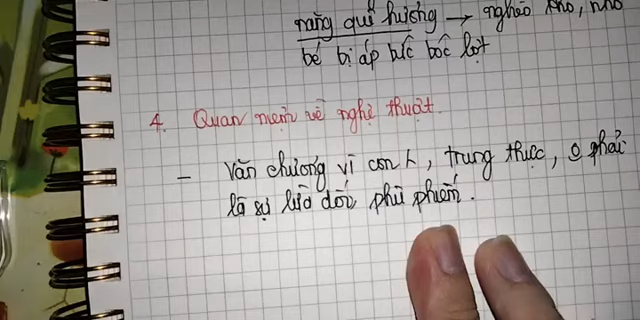 nàng quê hương → nghèo khó, nhỏ
bé bị áp bức bóc lột
4. Quan niệm về nghệ thuật.
- Văn chương vì con, trung thực, phải
là sự lừa dối, phù phiếm.